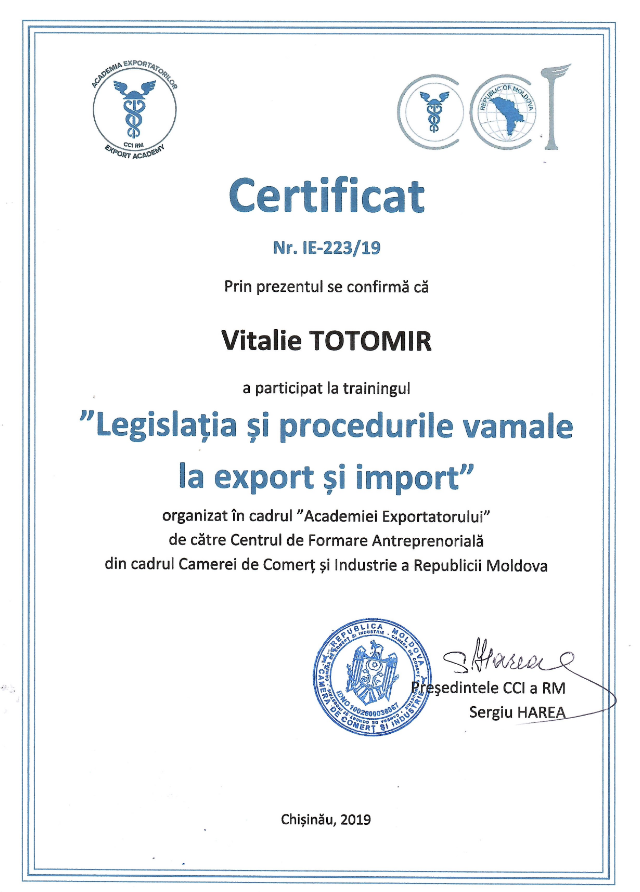 ACADEMIA EXPORTATORILOR
CCI RM
EXPORT ACADEMY
REPUBLIC OF MOLDOVA
Certificat
Nr. IE-223/19
Prin prezentul se confirmă că
Vitalie TOTOMIR
a participat la trainingul
”Legislația și procedurile vamale
la export și import”
organizat în cadrul ”Academiei Exportatorului”
de către Centrul de Formare Antreprenorială
din cadrul Camerei de Comerț și Industrie a Republicii Moldova
REPUBLICA MOLDOVA
CAMERA DE COMERȚ ȘI INDUSTRIE
Președintele CCI a RM
Sergiu HAREA
Chișinău, 2019